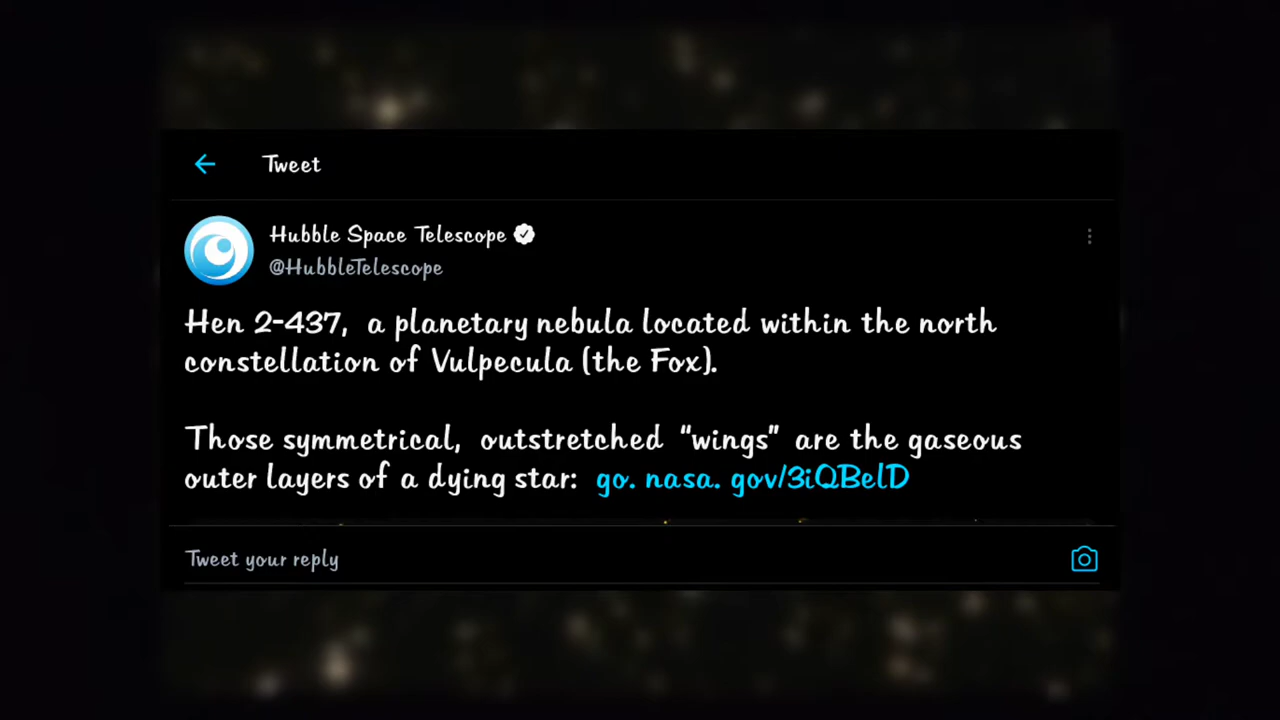 Tweet
Hubble Space Telescope
@HubbleTelescope
Hen 2-437, a planetary nebula located within the north
constellation of Vulpecula (the Fox).
Those symmetrical, outstretched “wings” are the gaseous
outer layers of a dying star: go. nasa. gov/3iQBelD
Tweet your reply